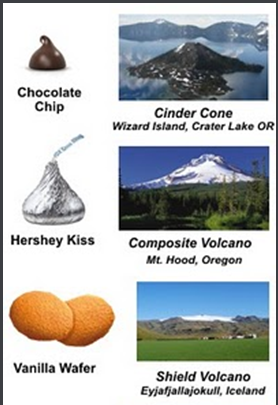 Chocolate
Chip
Cinder Cone
Wizard Island, Crater Lake OR
Hershey Kiss
Composite Volcano
Mt. Hood, Oregon
Vanilla Wafer
Shield Volcano
Eyjafjallajokull, Iceland